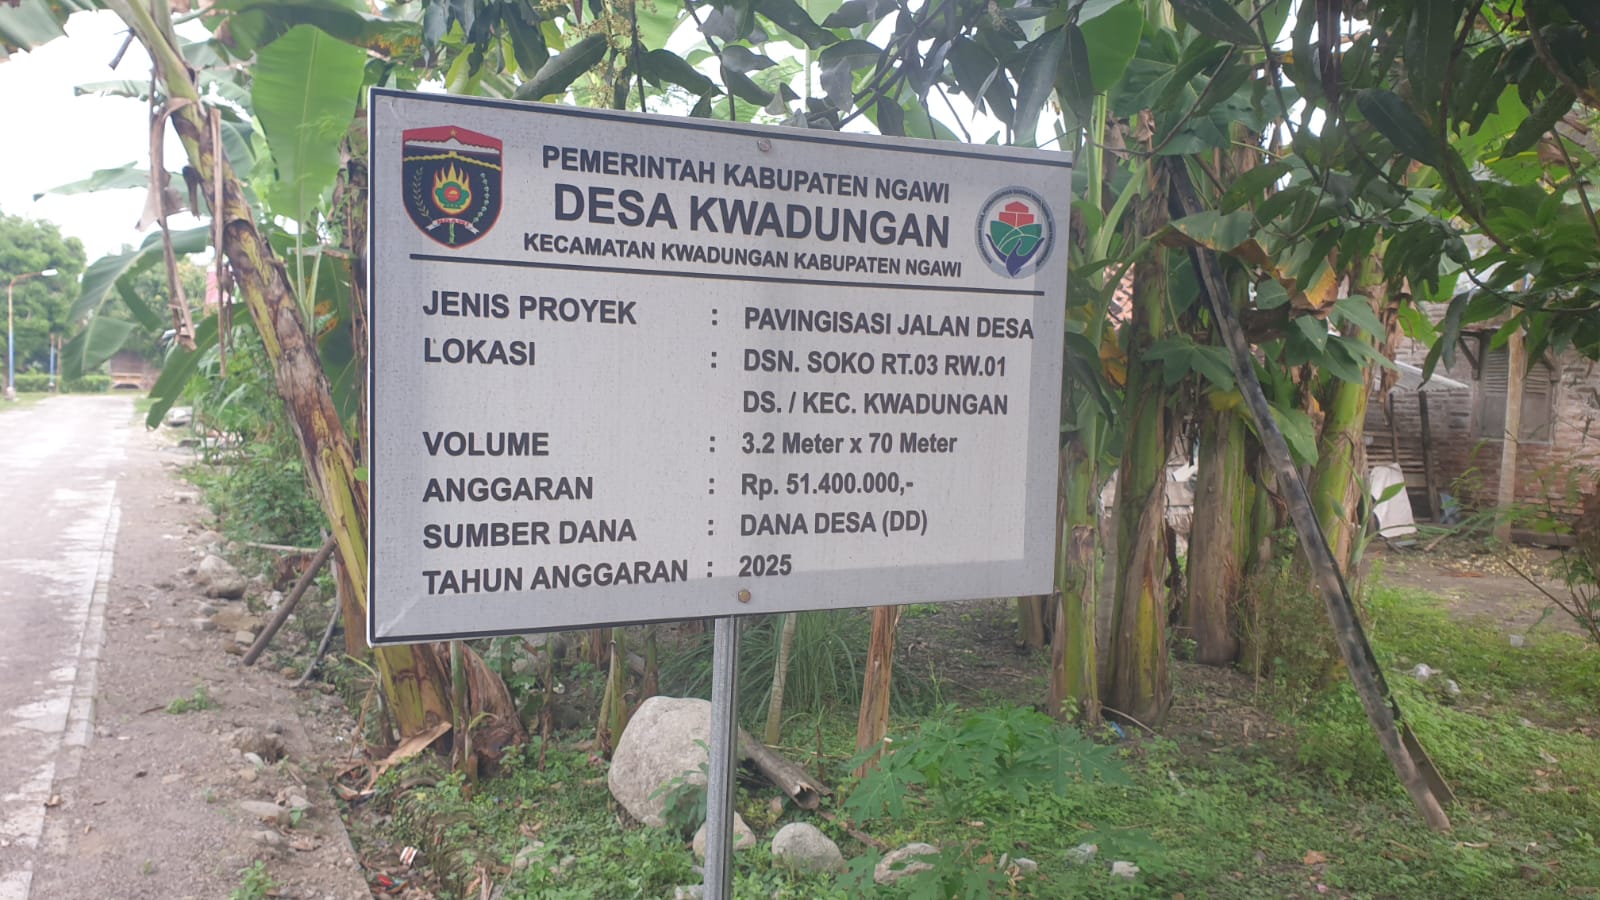 PEMERINTAH KABUPATEN NGAWI
DESA KWADUNGAN
KECAMATAN KWADUNGAN KABUPATEN NGAWI
JENIS PROYEK : PAVINGISASI JALAN DESA
LOKASI : DSN. SOKO RT.03 RW.01
DS. / KEC. KWADUNGAN
VOLUME : 3.2 Meter x 70 Meter
ANGGARAN : Rp. 51.400.000,-
SUMBER DANA : DANA DESA (DD)
TAHUN ANGGARAN : 2025